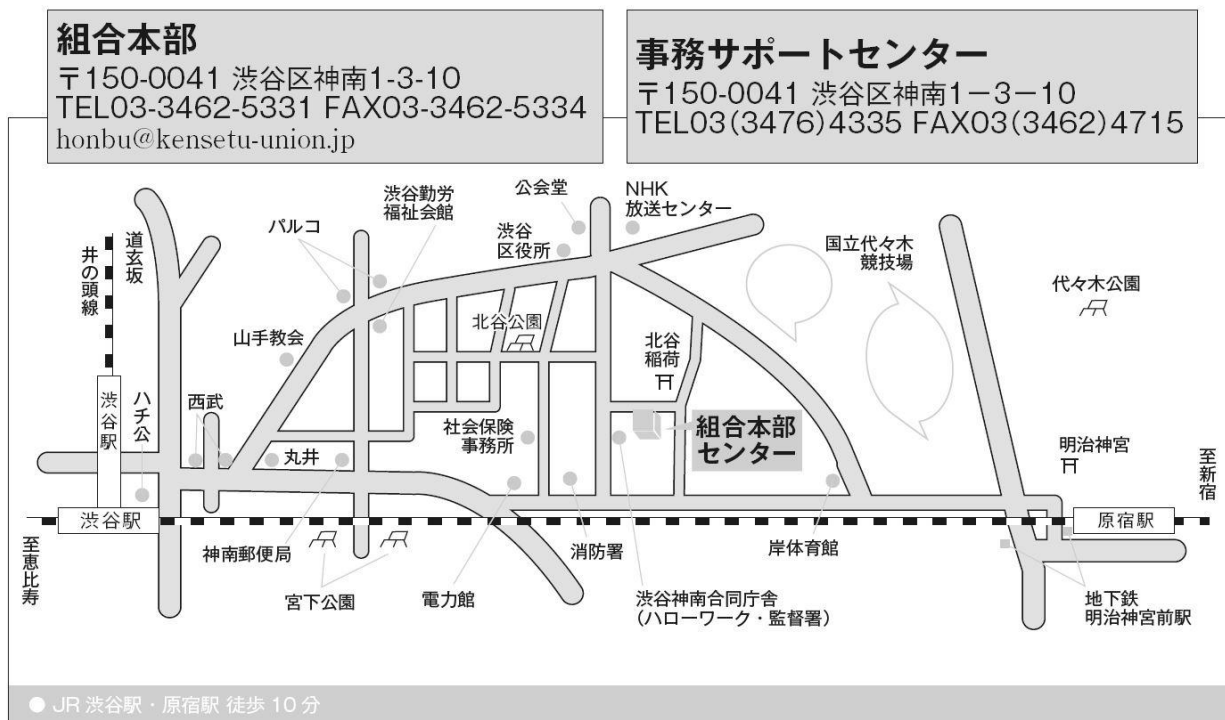 組合本部
〒150-0041 渋谷区神南1-3-10
TEL03-3462-5331 FAX03-3462-5334
honbu@kensetu-union.jp
事務サポートセンター
〒150-0041 渋谷区神南1−3−10
TEL03(3476)4335 FAX03(3462)4715
井の頭線
道玄坂
パルコ
渋谷勤労
福祉会館
公会堂
渋谷
区役所
NHK
放送センター
国立代々木
競技場
代々木公園
山手教会
北谷公園
北谷
稲荷
渋谷駅
ハチ公
西武
丸井
社会保険
事務所
組合本部
センター
明治神宮
至新宿
渋谷駅
原宿駅
至恵比寿
神南郵便局
宮下公園
電力館
消防署
渋谷神南合同庁舎
(ハローワーク・監督署)
岸体育館
地下鉄
明治神宮前駅
● JR 渋谷駅・原宿駅 徒歩 10 分